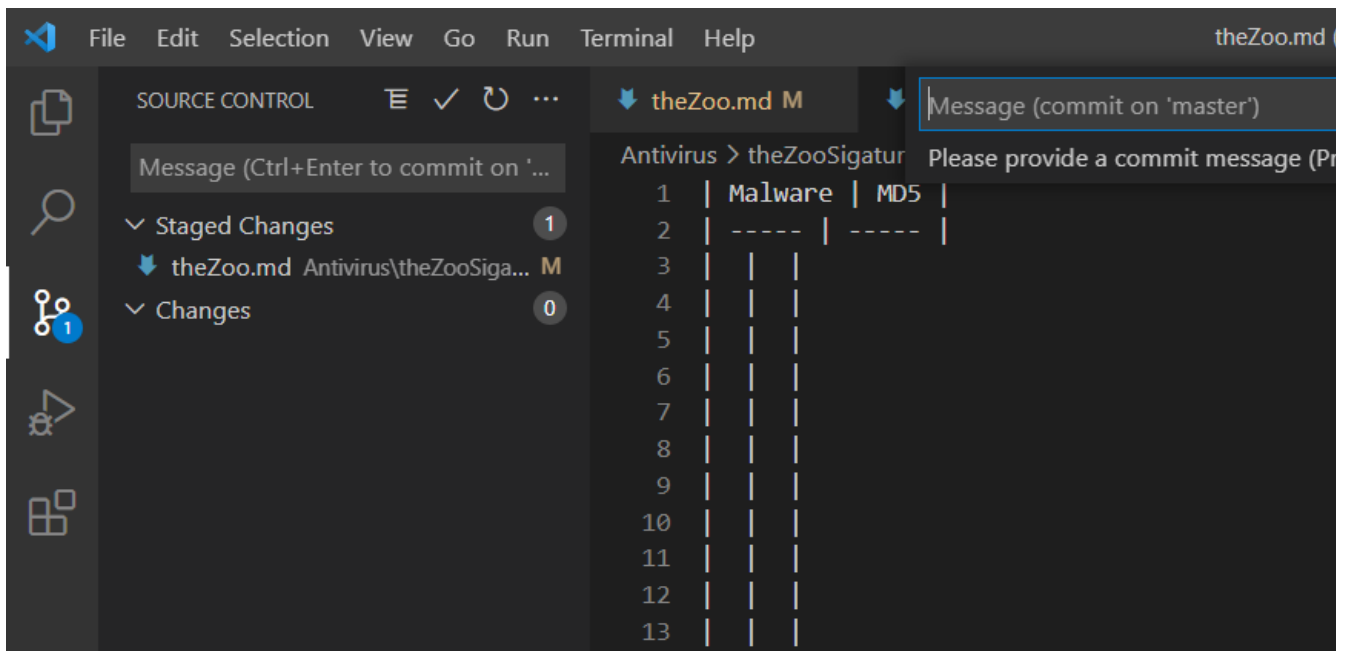 File Edit Selection View Go Run Terminal Help theZoo.md
SOURCE CONTROL
Message (Ctrl+Enter to commit on '...
Staged Changes 1
theZoo.md Antivirus\theZooSiga... M
Changes 0
1
theZoo.md M
Message (commit on 'master')
Please provide a commit message (Pr
Antivirus > theZooSigatur
1 | Malware | MD5 |
2 | ----- | ----- |
3 | | |
4 | | |
5 | | |
6 | | |
7 | | |
8 | | |
9 | | |
10 | | |
11 | | |
12 | | |
13 | | |